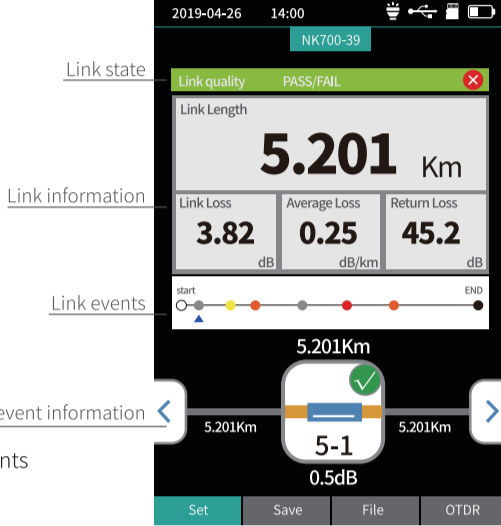 2019-04-26 14:00
NK700-39
Link state
Link quality PASS/FAIL
Link Length
5.201 Km
Link information
Link Loss Average Loss Return Loss
3.82 0.25 45.2
dB dB/km dB
Link events
start END
5.201Km
event information
5.201Km 5.201Km
5-1
nts
0.5dB
Set Save File OTDR